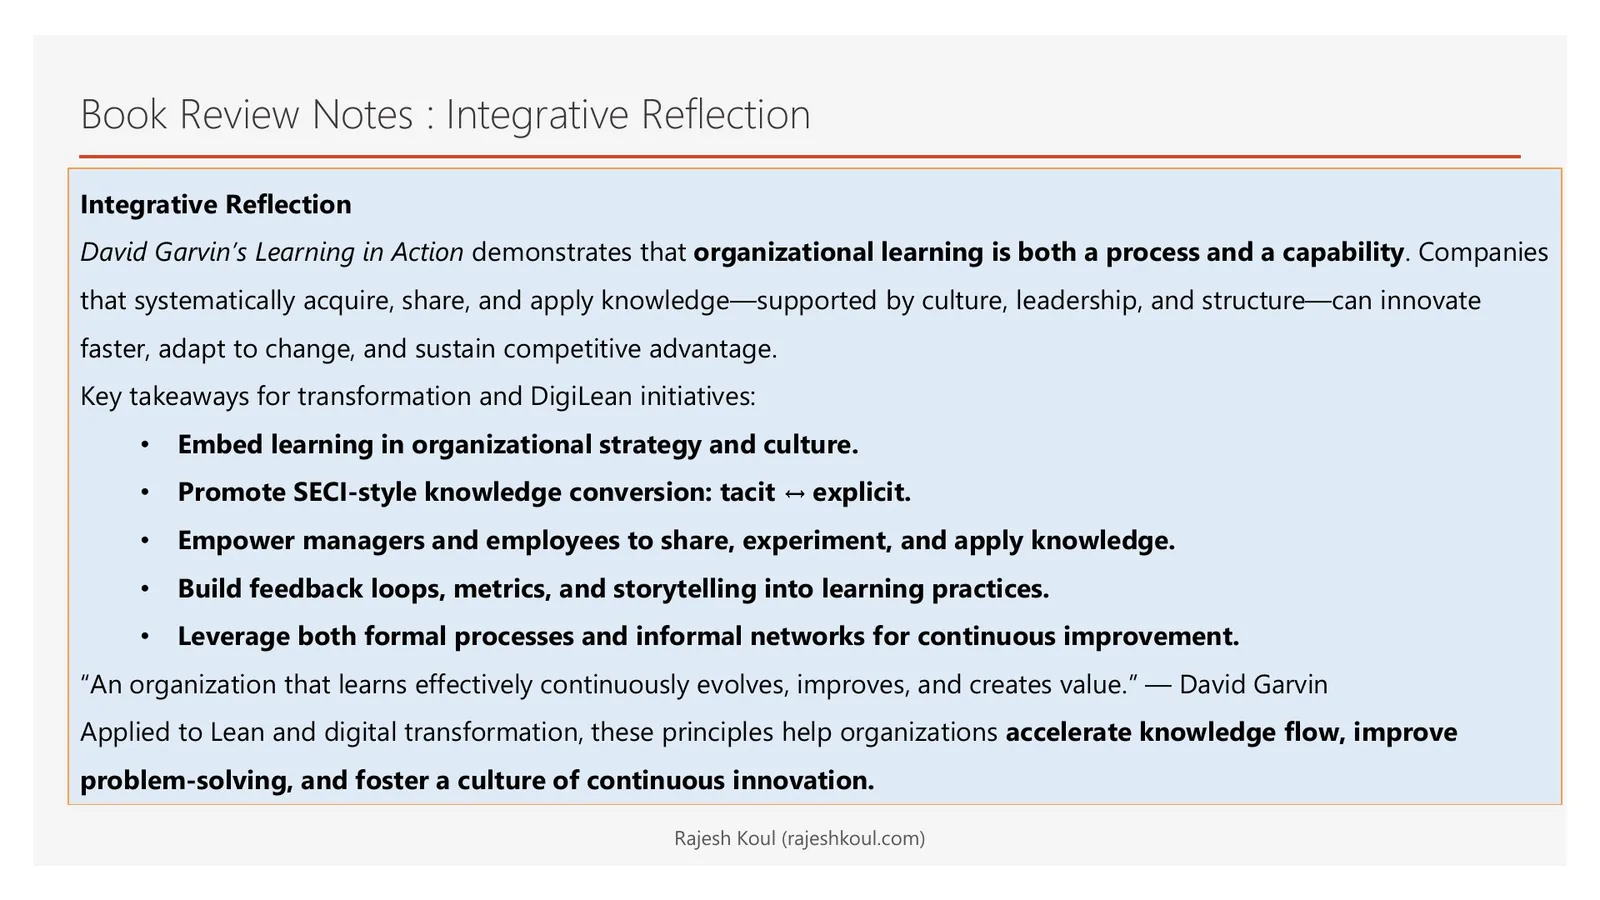 Book Review Notes : Integrative Reflection
Integrative Reflection
David Garvin’s Learning in Action demonstrates that organizational learning is both a process and a capability. Companies
that systematically acquire, share, and apply knowledge—supported by culture, leadership, and structure—can innovate
faster, adapt to change, and sustain competitive advantage.
Key takeaways for transformation and DigiLean initiatives:
• Embed learning in organizational strategy and culture.
• Promote SECI-style knowledge conversion: tacit ↔ explicit.
• Empower managers and employees to share, experiment, and apply knowledge.
• Build feedback loops, metrics, and storytelling into learning practices.
• Leverage both formal processes and informal networks for continuous improvement.
“An organization that learns effectively continuously evolves, improves, and creates value.” — David Garvin
Applied to Lean and digital transformation, these principles help organizations accelerate knowledge flow, improve
problem-solving, and foster a culture of continuous innovation.
Rajesh Koul (rajeshkoul.com)